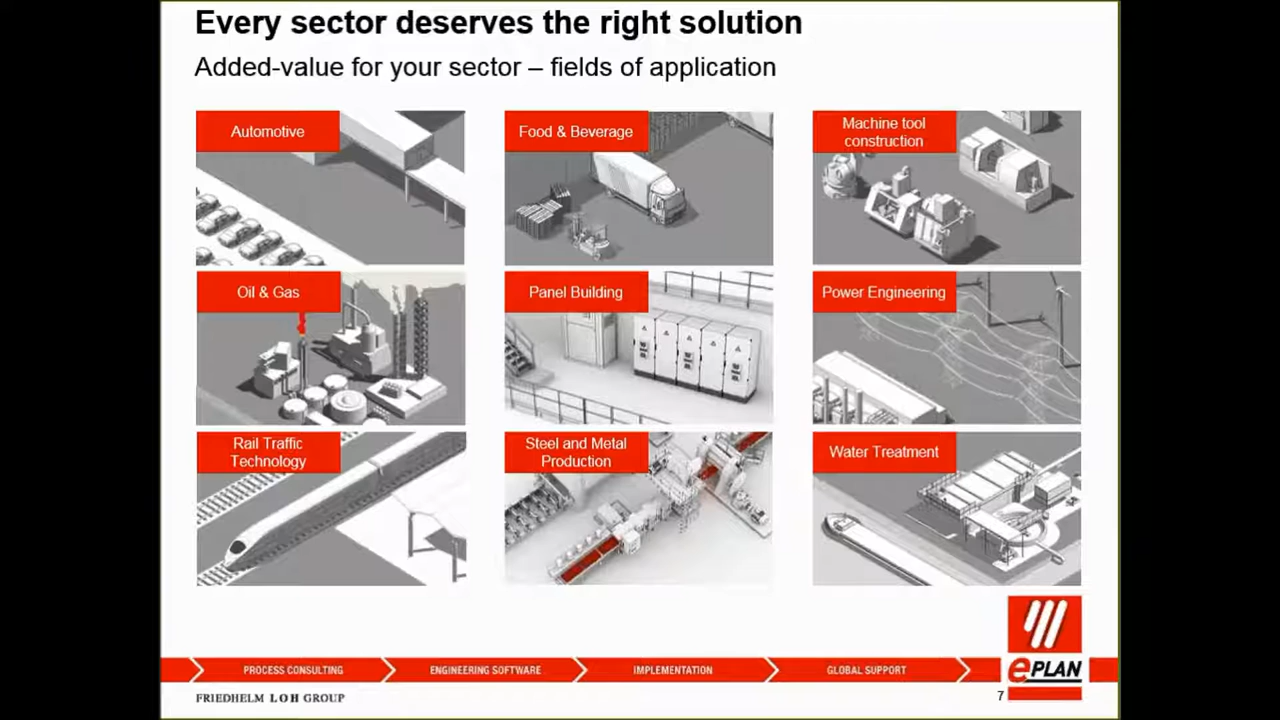 Every sector deserves the right solution
Added-value for your sector – fields of application
Automotive
Food & Beverage
Machine tool
construction
Oil & Gas
Panel Building
Power Engineering
Rail Traffic
Technology
Steel and Metal
Production
Water Treatment
PROCESS CONSULTING
ENGINEERING SOFTWARE
IMPLEMENTATION
GLOBAL SUPPORT
ePLAN
FRIEDHELM LOH GROUP
7